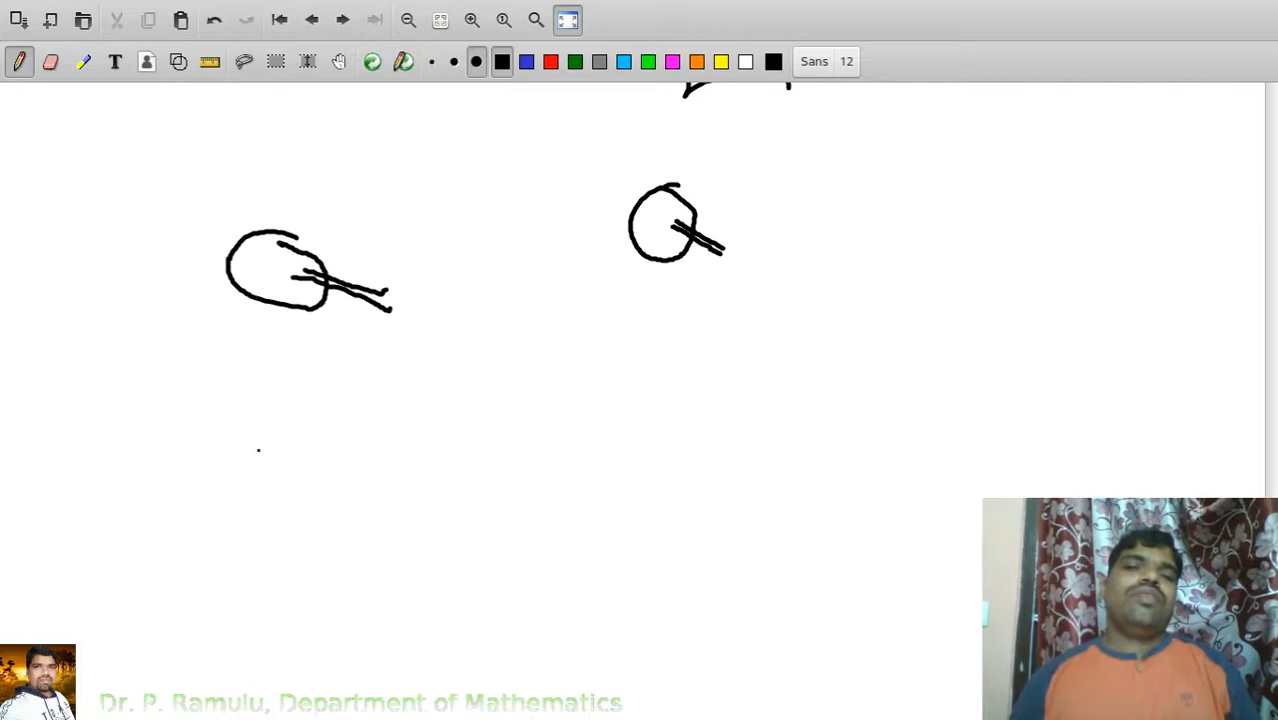 Sans 12
Q
Q
Dr. P. Ramulu, Department of Mathematics